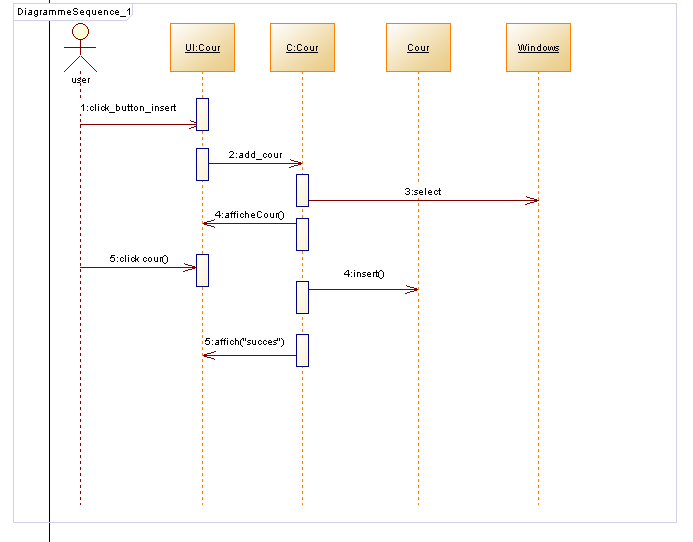 DiagrammeSequence_1
user
UI:Cour
C:Cour
Cour
Windows
1:click_button_insert
2:add_cour
3:select
4:afficheCour()
5:click cour()
4:insert()
5:affich("succes")